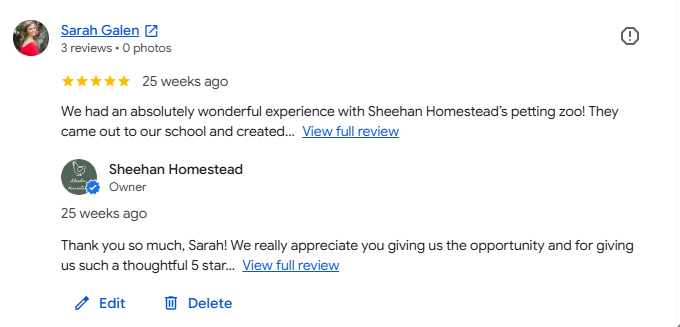 Sarah Galen
3 reviews • 0 photos
25 weeks ago
We had an absolutely wonderful experience with Sheehan Homestead’s petting zoo! They
came out to our school and created... View full review
Sheehan Homestead
Owner
25 weeks ago
Thank you so much, Sarah! We really appreciate you giving us the opportunity and for giving
us such a thoughtful 5 star... View full review
Edit Delete